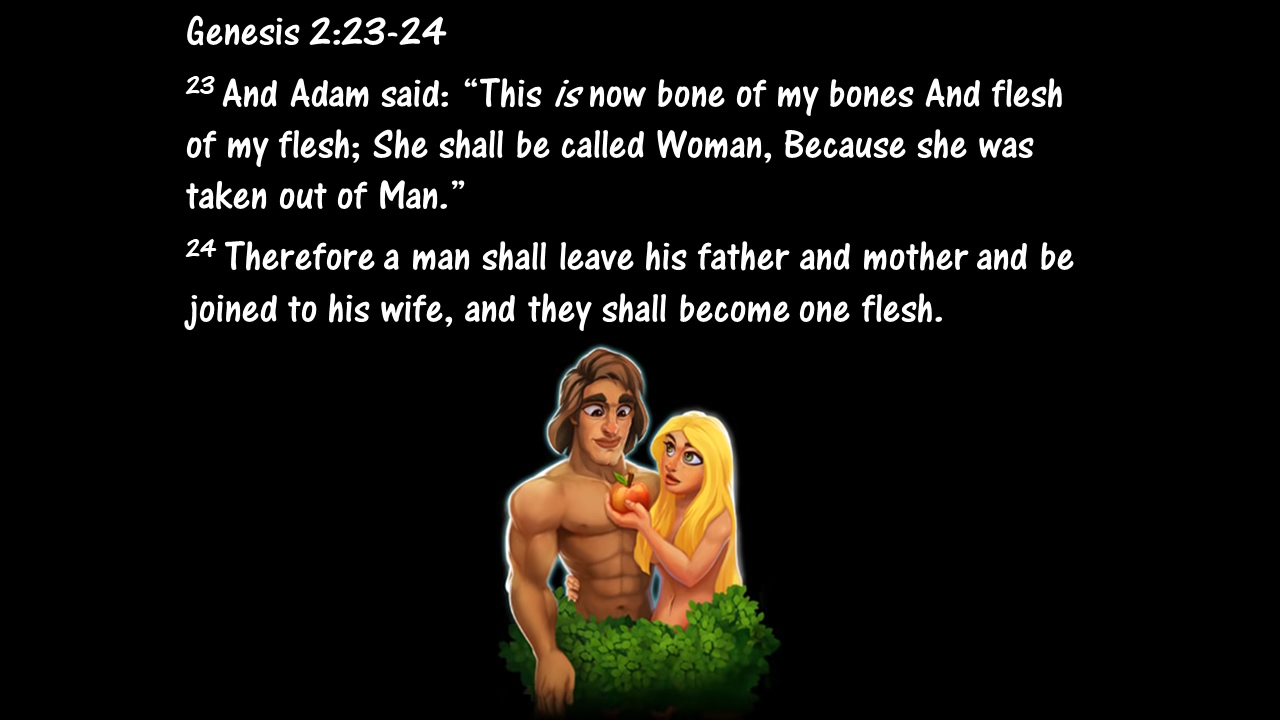 Genesis 2:23-24
23 And Adam said: “This is now bone of my bones And flesh
of my flesh; She shall be called Woman, Because she was
taken out of Man.”
24 Therefore a man shall leave his father and mother and be
joined to his wife, and they shall become one flesh.